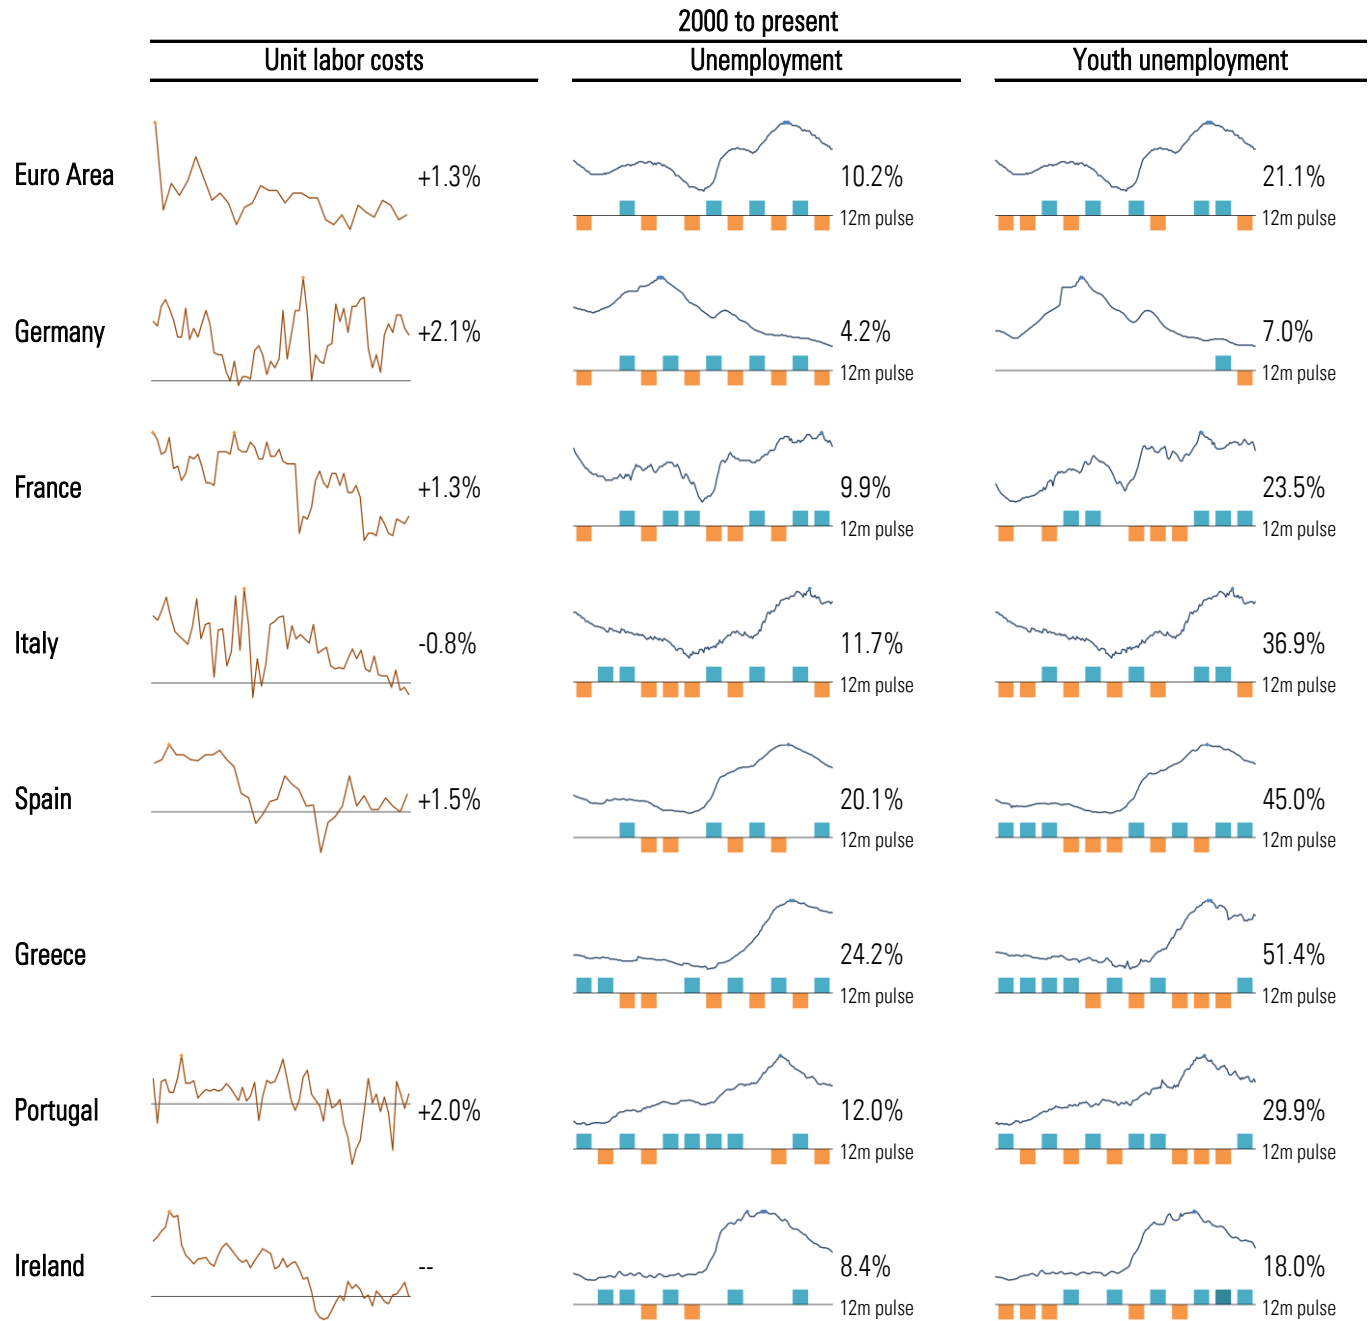 2000 to present
Unit labor costs Unemployment Youth unemployment
Euro Area +1.3% 10.2% 21.1%
12m pulse 12m pulse
Germany +2.1% 4.2% 7.0%
12m pulse 12m pulse
France +1.3% 9.9% 23.5%
12m pulse 12m pulse
Italy -0.8% 11.7% 36.9%
12m pulse 12m pulse
Spain +1.5% 20.1% 45.0%
12m pulse 12m pulse
Greece 24.2% 51.4%
12m pulse 12m pulse
Portugal +2.0% 12.0% 29.9%
12m pulse 12m pulse
Ireland -- 8.4% 18.0%
12m pulse 12m pulse